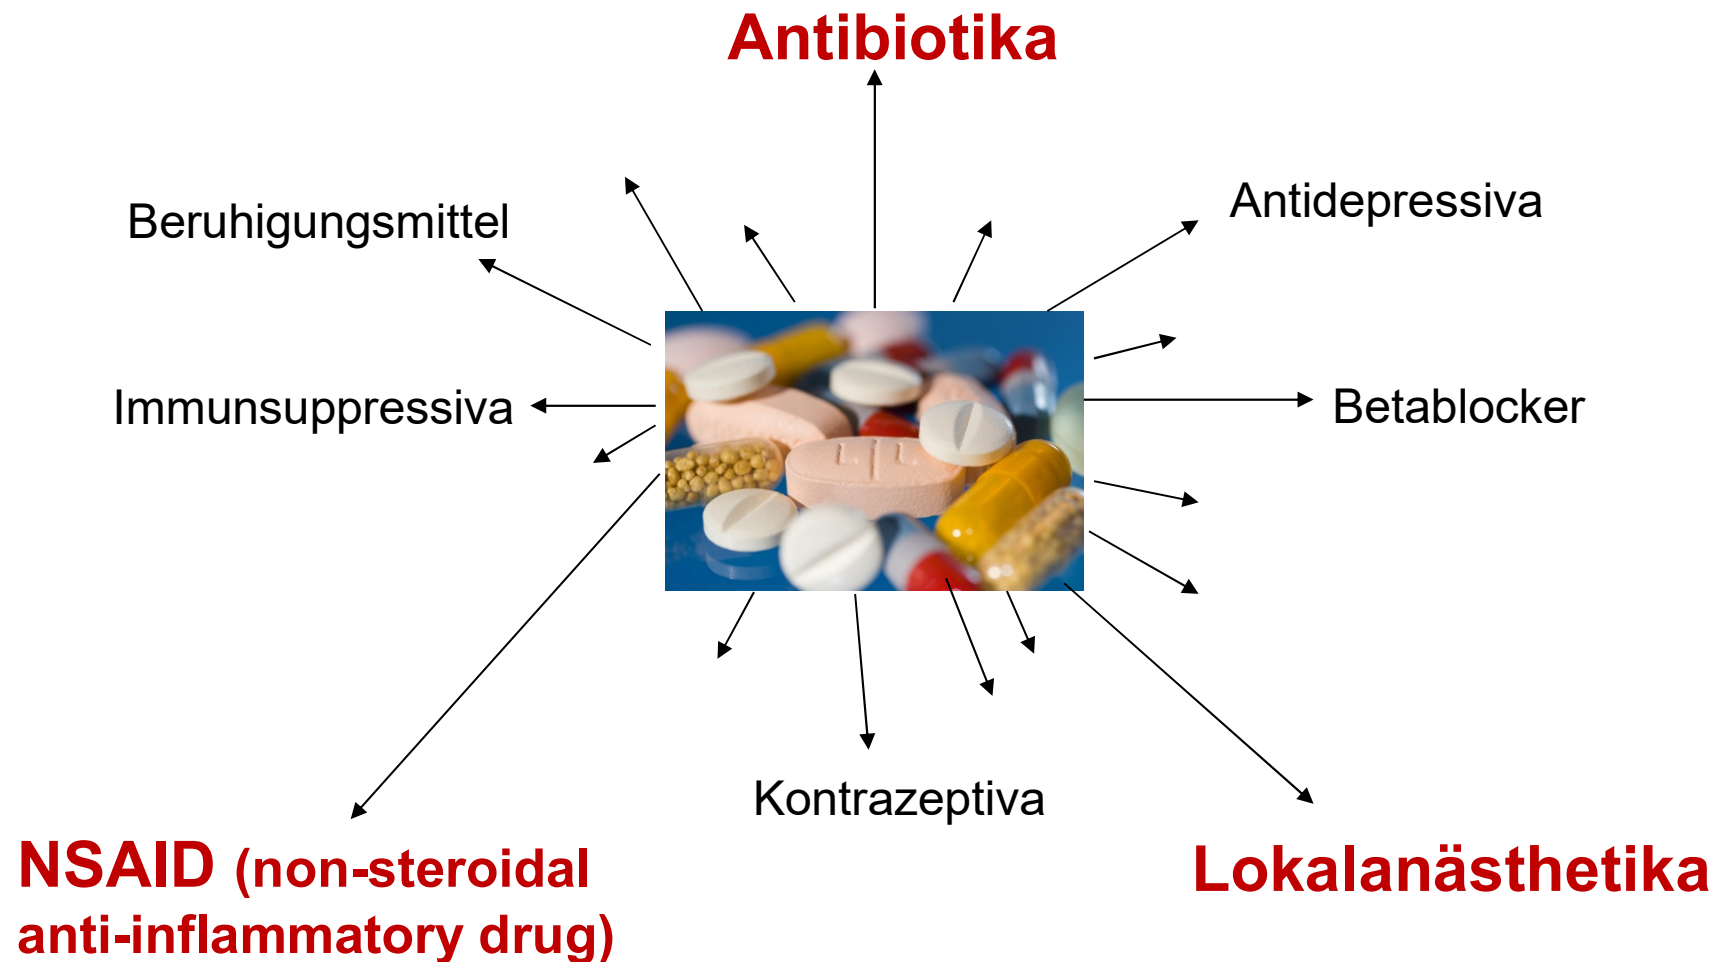 Antibiotika
Beruhigungsmittel
Antidepressiva
Immunsuppressiva
Betablocker
Kontrazeptiva
NSAID (non-steroidal
anti-inflammatory drug)
Lokalanästhetika